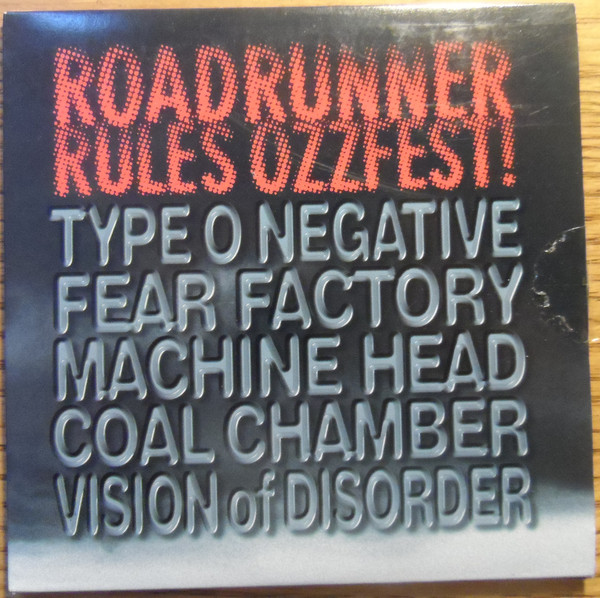 ROADRUNNER
RULES OZZFEST!
TYPE O NEGATIVE
FEAR FACTORY
MACHINE HEAD
COAL CHAMBER
VISION of DISORDER